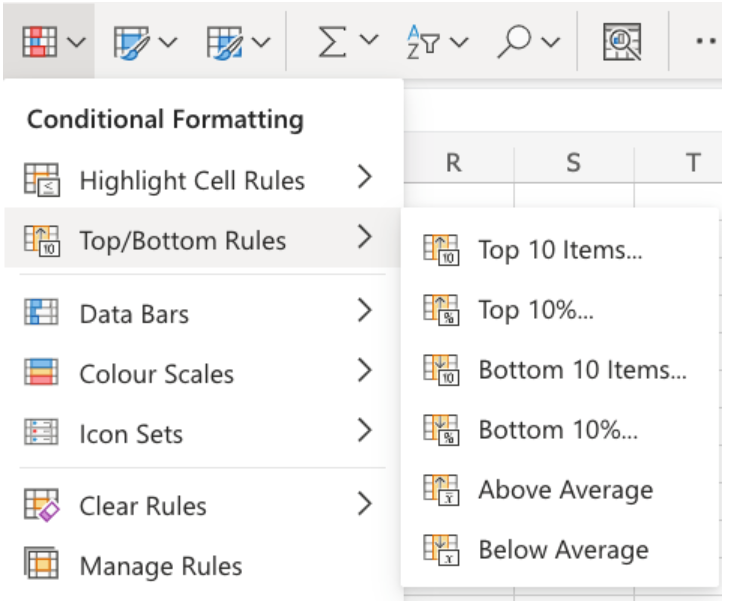 Conditional Formatting
Highlight Cell Rules
Top/Bottom Rules
Data Bars
Colour Scales
Icon Sets
Clear Rules
Manage Rules
R S T
Top 10 Items...
Top 10%...
Bottom 10 Items...
Bottom 10%...
Above Average
Below Average